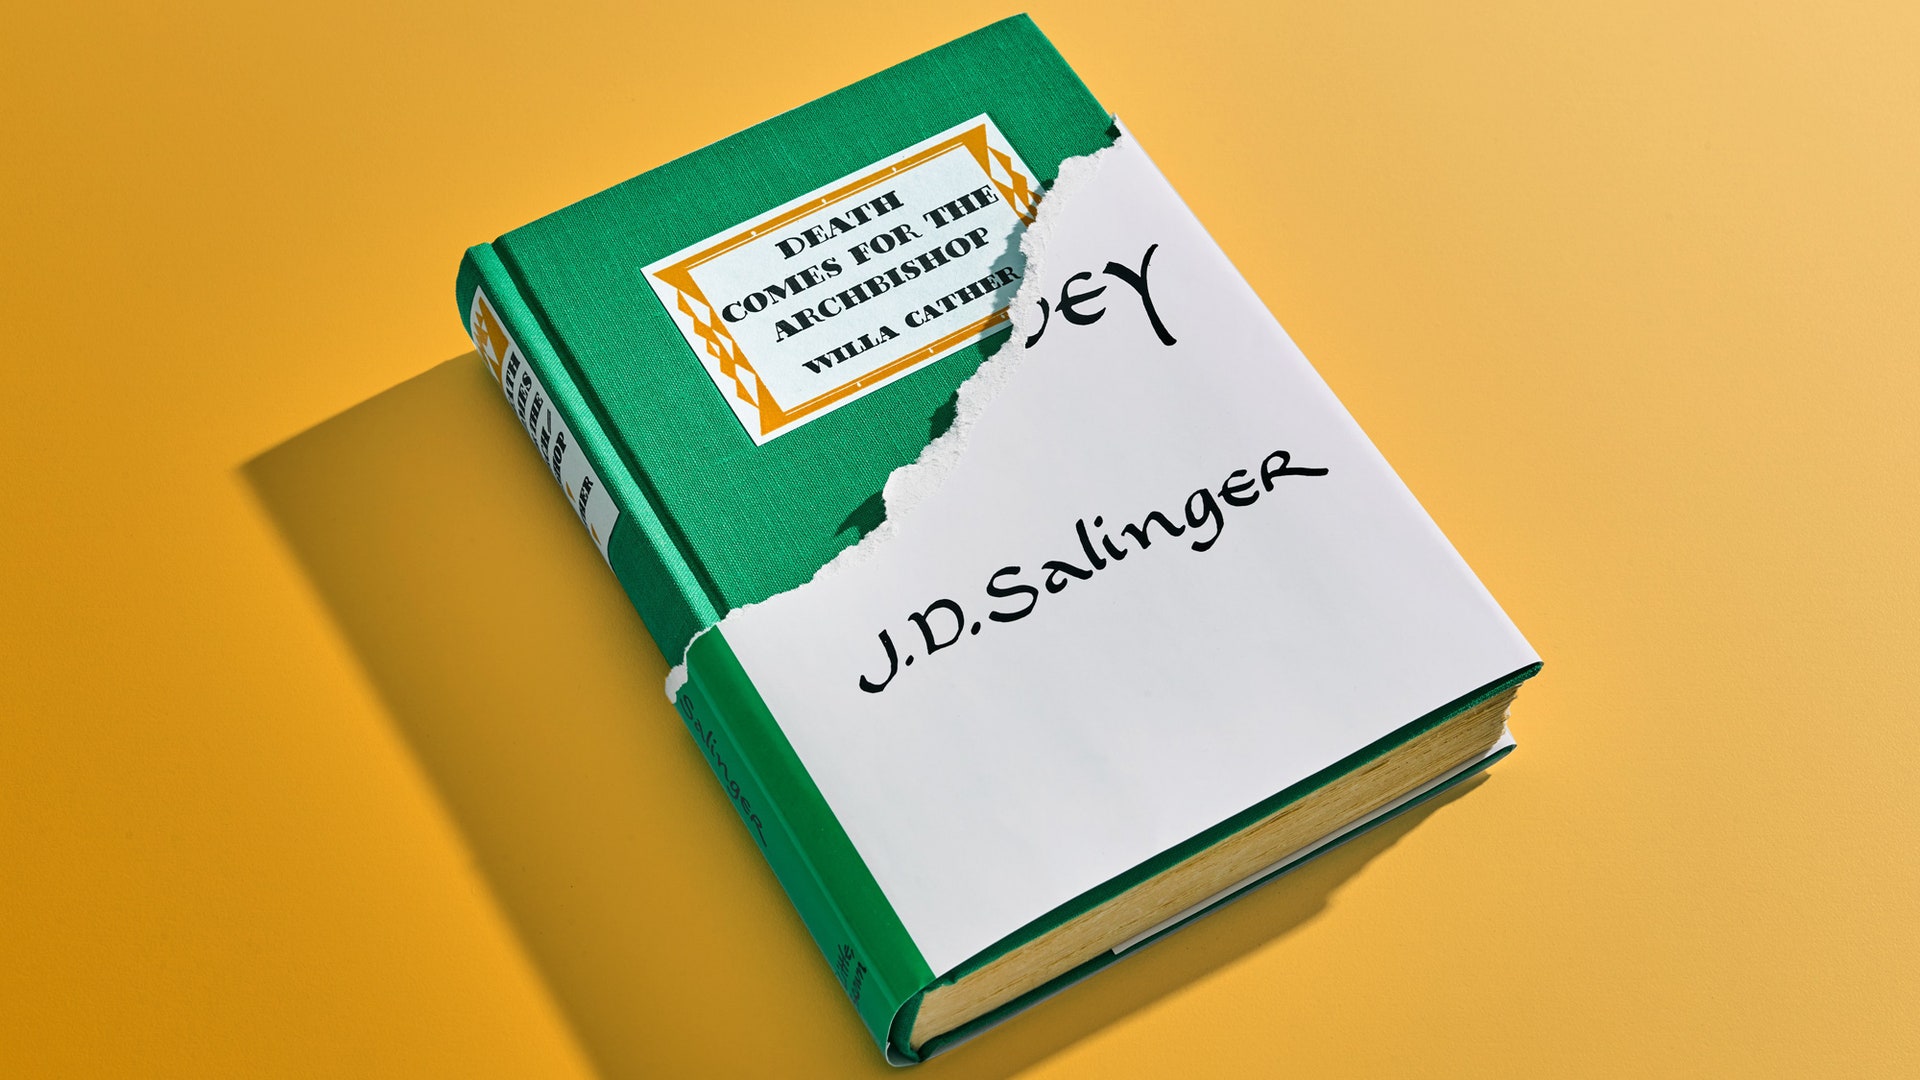 DEATH
COMES FOR THE
ARCHBISHOP
WILLA CATHER
EY
J.D. Salinger
Salinger